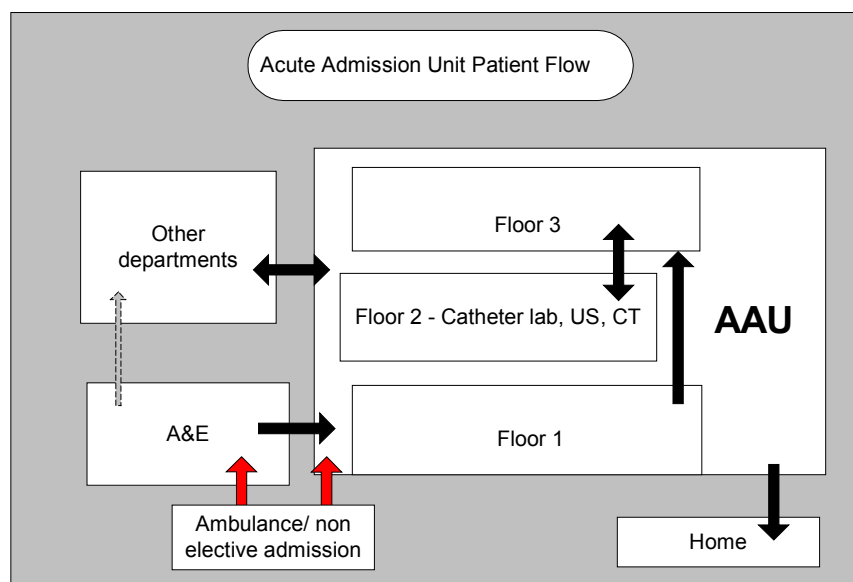 Acute Admission Unit Patient Flow
Other
departments
Floor 3
Floor 2 - Catheter lab, US, CT
AAU
A&E
Floor 1
Ambulance/ non
elective admission
Home